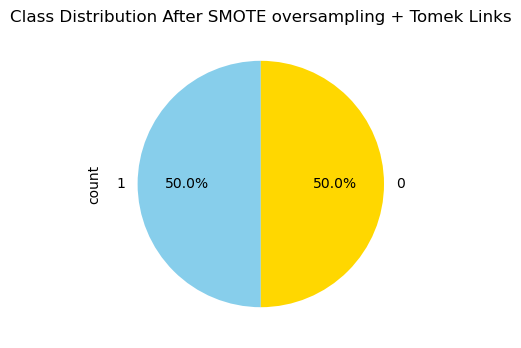 Class Distribution After SMOTE oversampling + Tomek Links
count
1
50.0%
50.0%
0